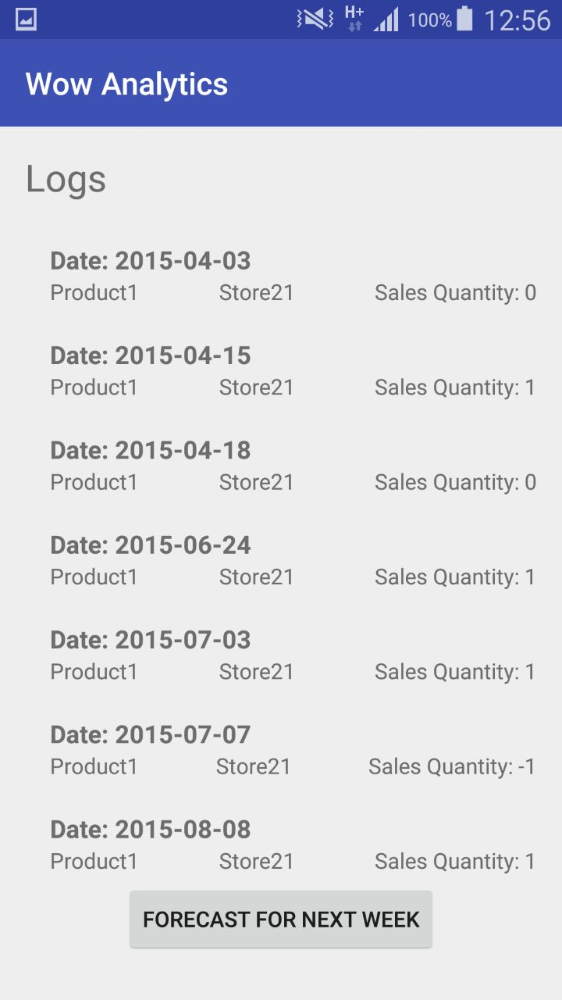 H+ 100% 12:56
Wow Analytics
Logs
Date: 2015-04-03
Product1 Store21 Sales Quantity: 0
Date: 2015-04-15
Product1 Store21 Sales Quantity: 1
Date: 2015-04-18
Product1 Store21 Sales Quantity: 0
Date: 2015-06-24
Product1 Store21 Sales Quantity: 1
Date: 2015-07-03
Product1 Store21 Sales Quantity: 1
Date: 2015-07-07
Product1 Store21 Sales Quantity: -1
Date: 2015-08-08
Product1 Store21 Sales Quantity: 1
FORECAST FOR NEXT WEEK